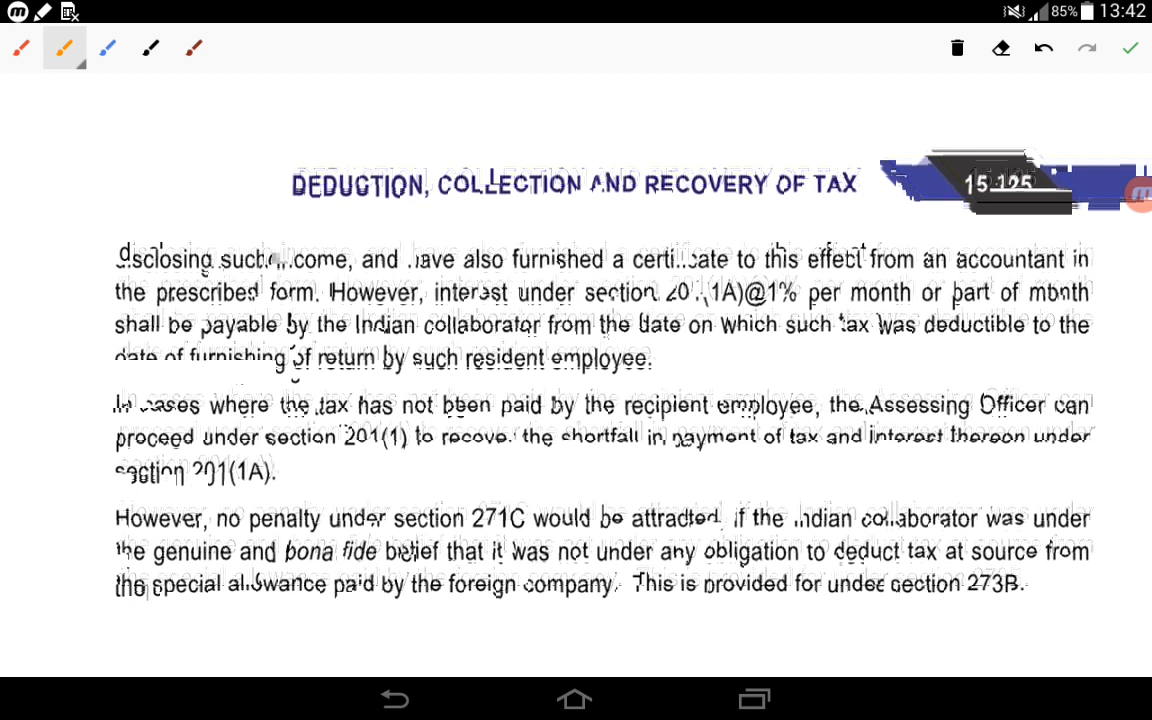 85% 13:42
DEDUCTION, COLLECTION AND RECOVERY OF TAX 15.125
disclosing such income, and have also furnished a certificate to this effect from an accountant in
the prescribed form. However, interest under section 201(1A)@1% per month or part of month
shall be payable by the Indian collaborator from the date on which such tax was deductible to the
date of furnishing of return by such resident employee.
In cases where the tax has not been paid by the recipient employee, the Assessing Officer can
proceed under section 201(1) to recover the shortfall in payment of tax and interest thereon under
section 201(1A).
However, no penalty under section 271C would be attracted if the Indian collaborator was under
the genuine and bona fide belief that it was not under any obligation to deduct tax at source from
the special allowance paid by the foreign company. This is provided for under section 273B.